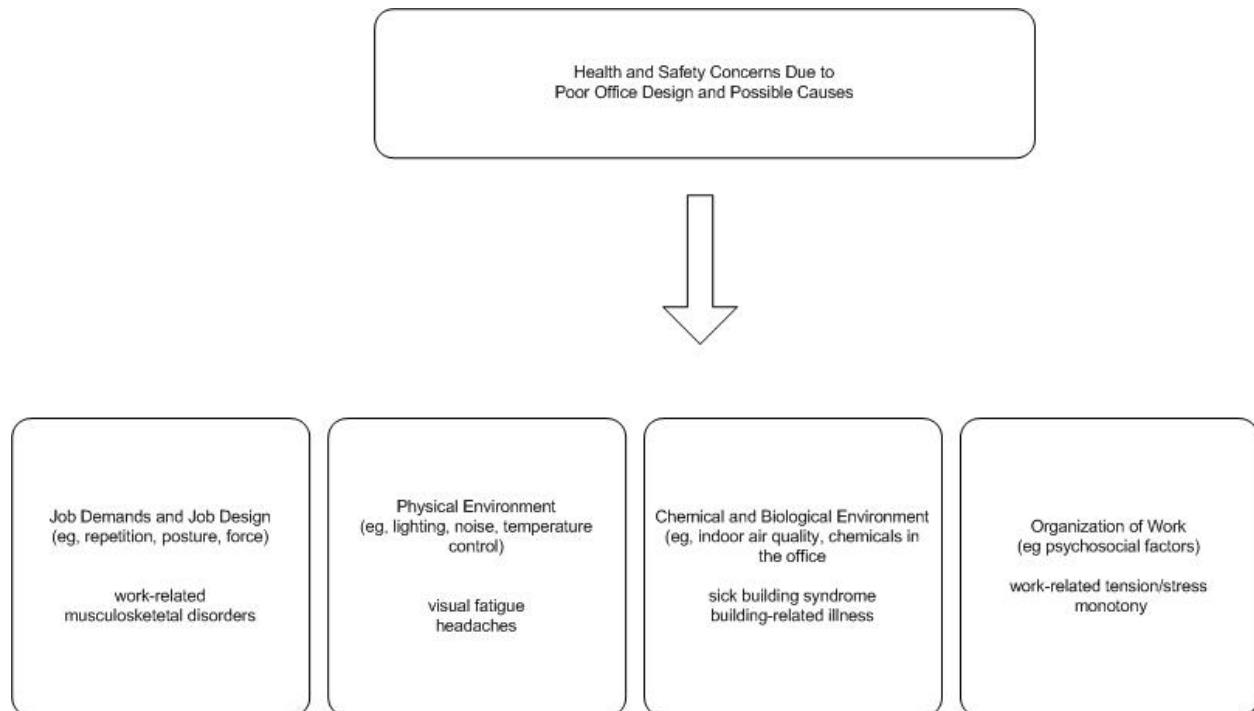 Health and Safety Concerns Due to
Poor Office Design and Possible Causes
Job Demands and Job Design
(eg, repetition, posture, force)
work-related
musculosketetal disorders
Physical Environment
(eg, lighting, noise, temperature
control)
visual fatigue
headaches
Chemical and Biological Environment
(eg, indoor air quality, chemicals in
the office
sick building syndrome
building-related illness
Organization of Work
(eg psychosocial factors)
work-related tension/stress
monotony